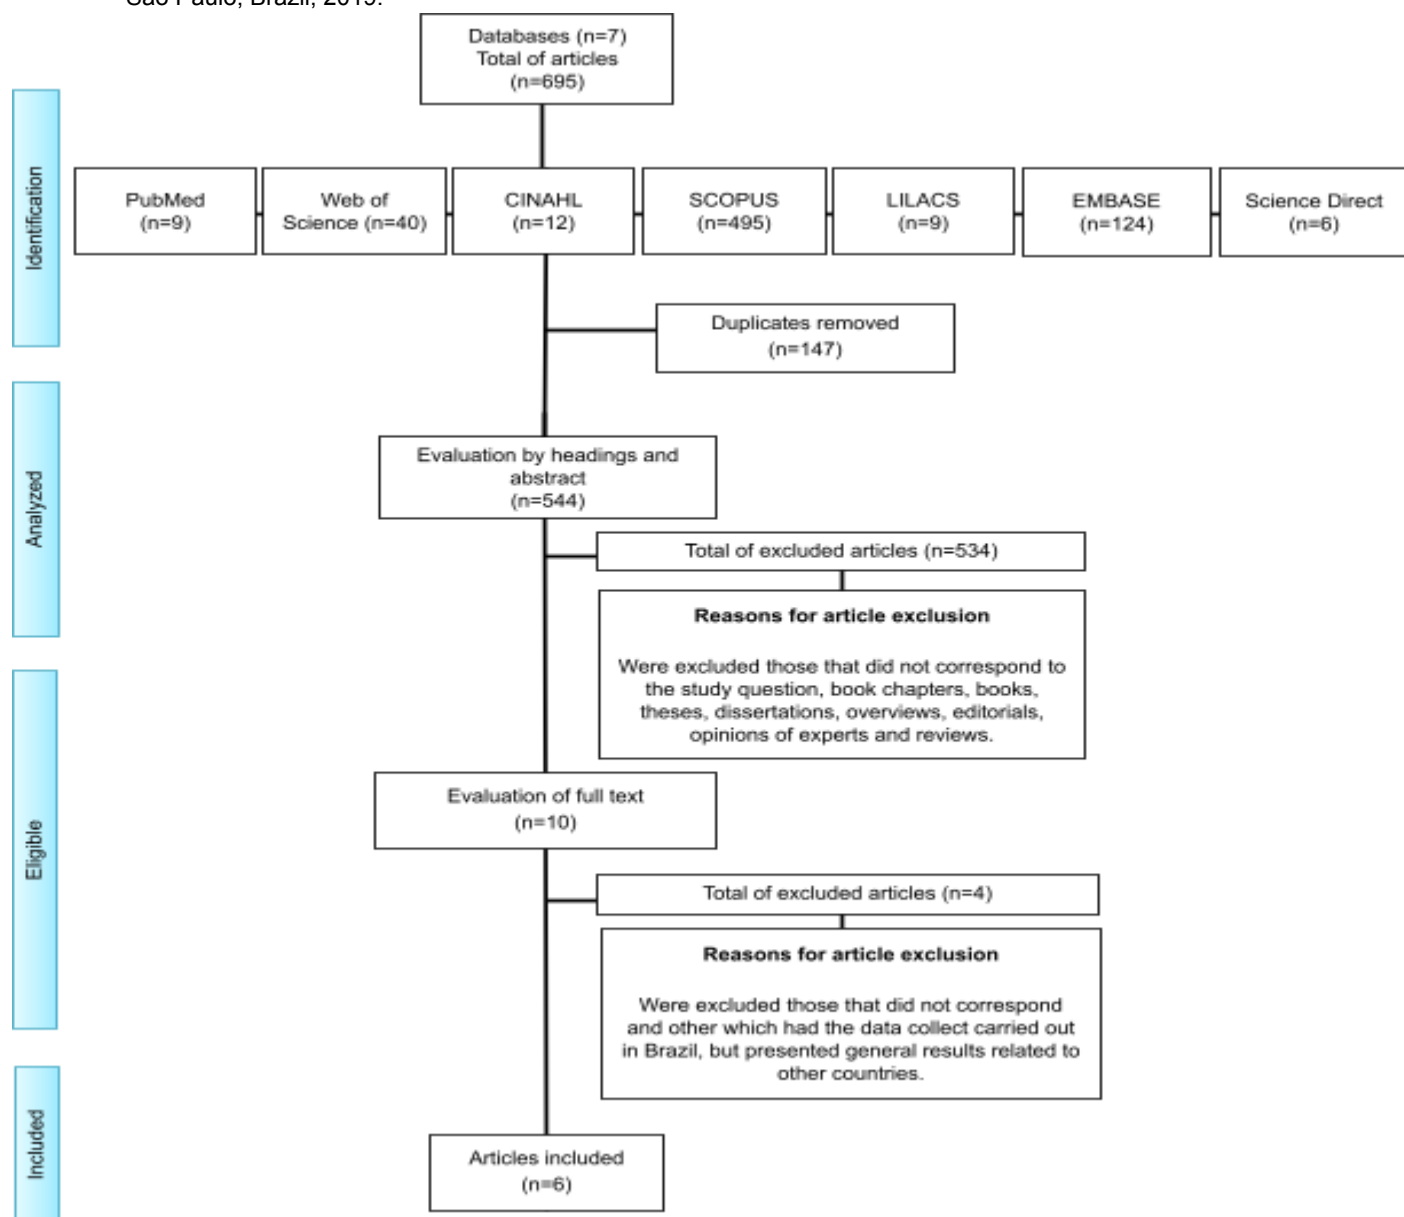 São Paulo, Brazil, 2019.
Databases (n=7)
Total of articles
(n=695)
Identification
PubMed
(n=9)
Web of
Science (n=40)
CINAHL
(n=12)
SCOPUS
(n=495)
LILACS
(n=9)
EMBASE
(n=124)
Science Direct
(n=6)
Duplicates removed
(n=147)
Analyzed
Evaluation by headings and
abstract
(n=544)
Total of excluded articles (n=534)
Reasons for article exclusion
Were excluded those that did not correspond to
the study question, book chapters, books,
theses, dissertations, overviews, editorials,
opinions of experts and reviews.
Eligible
Evaluation of full text
(n=10)
Total of excluded articles (n=4)
Reasons for article exclusion
Were excluded those that did not correspond
and other which had the data collect carried out
in Brazil, but presented general results related to
other countries.
Included
Articles included
(n=6)